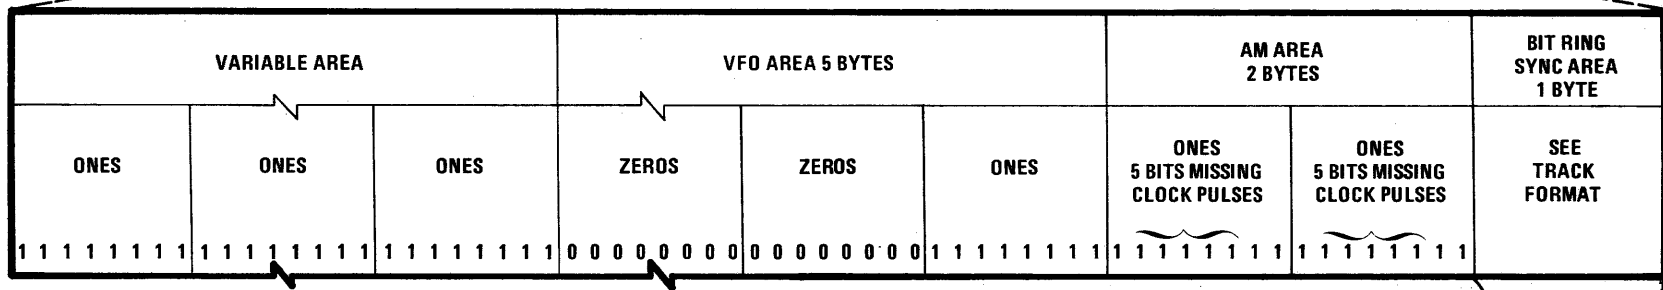 VARIABLE AREA
VFO AREA 5 BYTES
AM AREA
2 BYTES
BIT RING
SYNC AREA
1 BYTE
ONES
ONES
ONES
ZEROS
ZEROS
ONES
ONES
5 BITS MISSING
CLOCK PULSES
ONES
5 BITS MISSING
CLOCK PULSES
SEE
TRACK
FORMAT
1 1 1 1 1 1 1 1 1 1 1 1 1 1 1 1 1 1 1 1 1 1 1 1 0 0 0 0 0 0 0 0 0 0 0 0 0 0 0 0 1 1 1 1 1 1 1 1 1 1 1 1 1 1 1 1 1 1 1 1 1 1 1 1